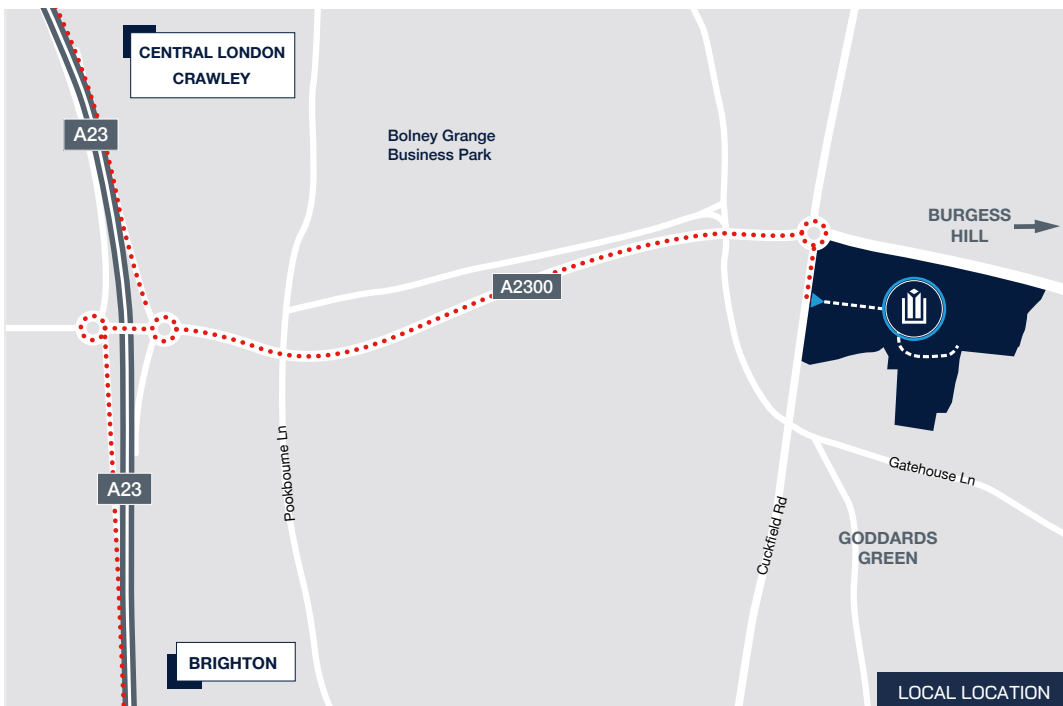 CENTRAL LONDON
CRAWLEY
A23
Bolney Grange
Business Park
BURGESS
HILL
A2300
A23
Pookbourne Ln
Gatehouse Ln
Cuckfield Rd
GODDARDS
GREEN
BRIGHTON
LOCAL LOCATION